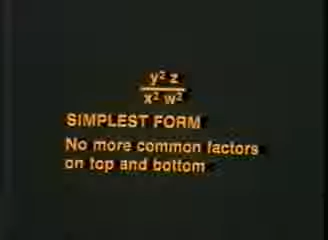 y² z
x² w²
SIMPLEST FORM
No more common factors
on top and bottom